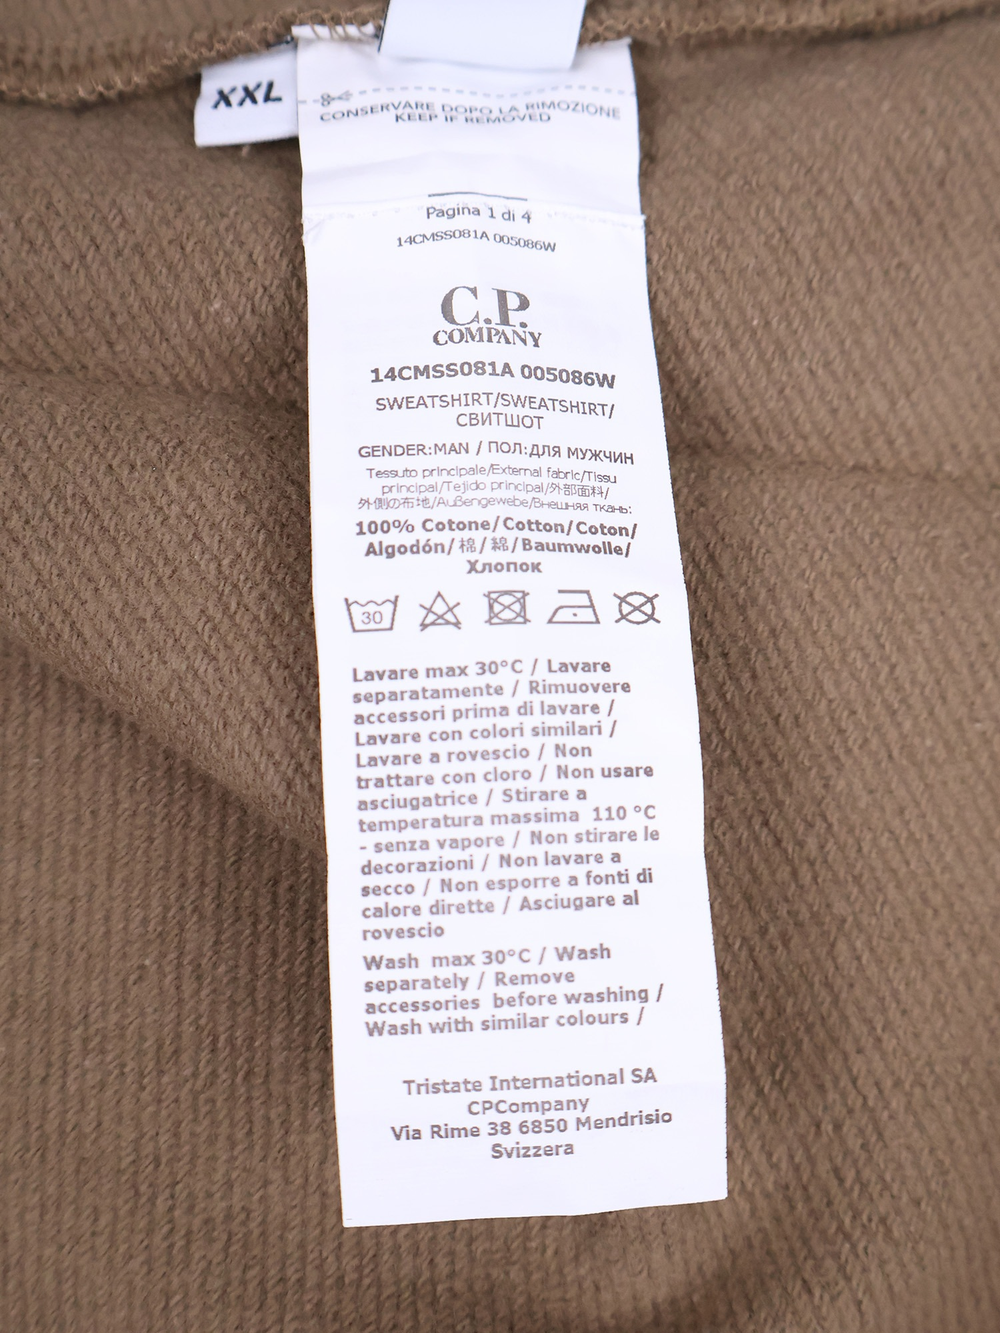 XXL
CONSERVARE DOPO LA RIMOZIONE
KEEP IF REMOVED
Pagina 1 di 4
14CMSS081A 005086W
C.P.
COMPANY
14CMSS081A 005086W
SWEATSHIRT/SWEATSHIRT/
СВИТШОТ
GENDER:MAN / ПОЛ:ДЛЯ МУЖЧИН
Tessuto principale/External fabric/Tissu
principal/Tejido principal/外部面料/
外側の布地/Außengewebe/Внешняя ткань:
100% Cotone/Cotton/Coton/
Algodón/棉/綿/Baumwolle/
Хлопок
30
Lavare max 30°C / Lavare
separatamente / Rimuovere
accessori prima di lavare /
Lavare con colori similari /
Lavare a rovescio / Non
trattare con cloro / Non usare
asciugatrice / Stirare a
temperatura massima 110 °C
- senza vapore / Non stirare le
decorazioni / Non lavare a
secco / Non esporre a fonti di
calore dirette / Asciugare al
rovescio
Wash max 30°C / Wash
separately / Remove
accessories before washing /
Wash with similar colours /
Tristate International SA
CPCompany
Via Rime 38 6850 Mendrisio
Svizzera